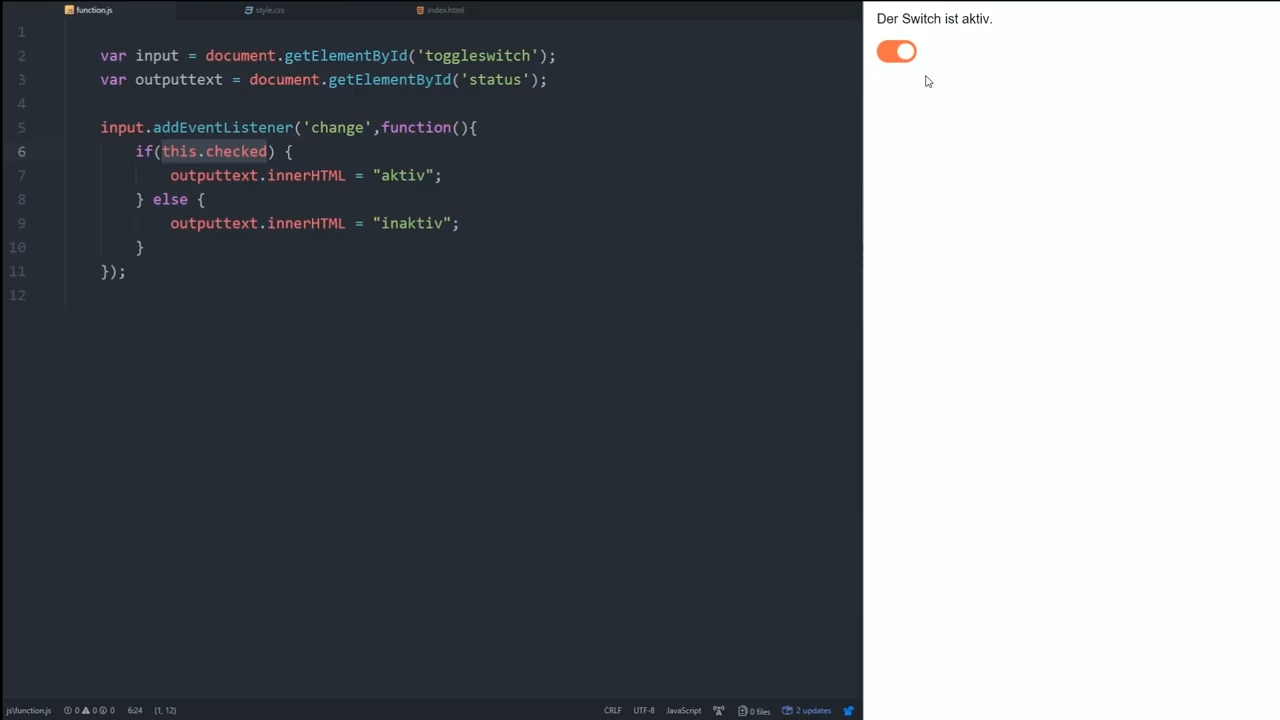 function.js
style.css
index.html
1
2 var input = document.getElementById('toggleswitch');
3 var outputtext = document.getElementById('status');
4
5 input.addEventListener('change',function(){
6 if(this.checked) {
7 outputtext.innerHTML = "aktiv";
8 } else {
9 outputtext.innerHTML = "inaktiv";
10 }
11 });
12
Der Switch ist aktiv.
js\function.js 0 0 0 6:24 (1, 12) CRLF UTF-8 JavaScript 0 files 2 updates